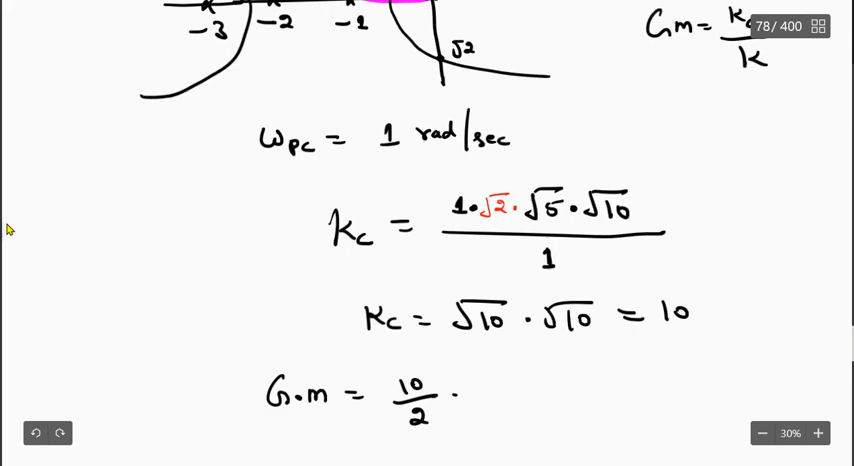 -3 -2 -1
√2
Gm = Kc/K
78 / 400
ωpc = 1 rad/sec
Kc = 1·√2·√5·√10 / 1
Kc = √10 · √10 = 10
G.m = 10/2 ·
30%